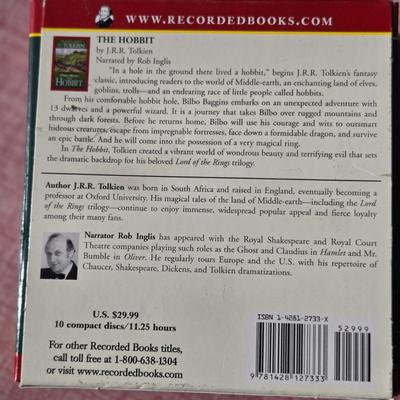 WWW.RECORDEDBOOKS.COM
THE HOBBIT
by J.R.R. Tolkien
Narrated by Rob Inglis
"In a hole in the ground there lived a hobbit," begins J.R.R. Tolkien's fantasy
classic, introducing readers to the world of Middle-earth, an enchanting land of elves,
goblins, trolls—and an endearing race of little people called hobbits.
From his comfortable hobbit hole, Bilbo Baggins embarks on an unexpected adventure with
13 dwarves and a powerful wizard. It is a journey that takes Bilbo over rugged mountains and
through dark forests. Before he returns home, Bilbo will use his courage and wits to outsmart
hideous creatures, escape from impregnable fortresses, face down a formidable dragon, and survive
an epic battle. And he will come into the possession of a very magical ring.
In The Hobbit, Tolkien created a vibrant world of wondrous beauty and terrifying evil that sets
the dramatic backdrop for his beloved Lord of the Rings trilogy.
Author J.R.R. Tolkien was born in South Africa and raised in England, eventually becoming a
professor at Oxford University. His magical tales of the land of Middle-earth—including the Lord
of the Rings trilogy—continue to enjoy immense, widespread popular appeal and fierce loyalty
among their many fans.
Narrator Rob Inglis has appeared with the Royal Shakespeare and Royal Court
Theatre companies playing such roles as the Ghost and Claudius in Hamlet and Mr.
Bumble in Oliver. He regularly tours Europe and the U.S. with his repertoire of
Chaucer, Shakespeare, Dickens, and Tolkien dramatizations.
U.S. $29.99
10 compact discs/11.25 hours
For other Recorded Books titles,
call toll free at 1-800-638-1304
or visit www.recordedbooks.com
ISBN 1-4281-2733-X
52999
9 781428 127333